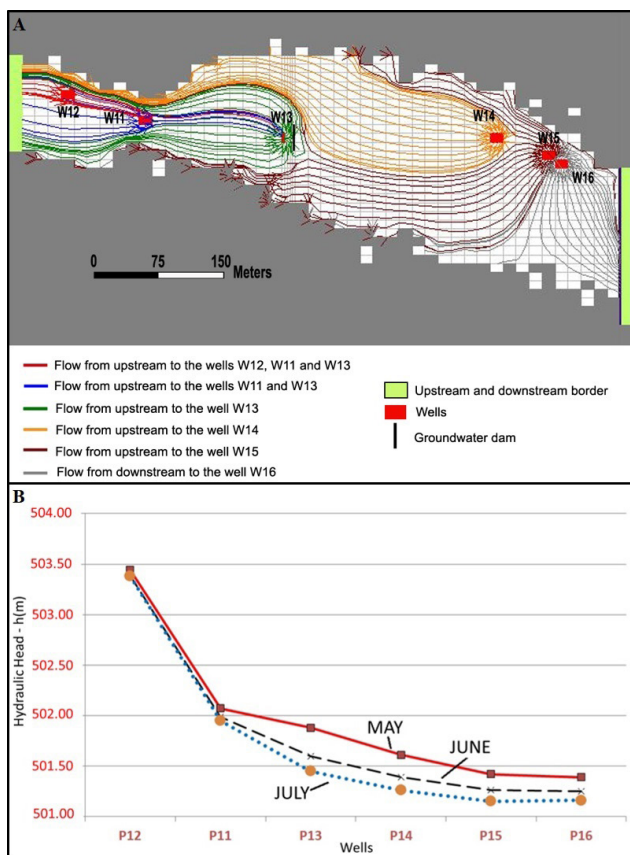 A
W12
W11
W13
W14
W15
W16
0 75 150
Meters
Flow from upstream to the wells W12, W11 and W13
Flow from upstream to the wells W11 and W13
Flow from upstream to the well W13
Flow from upstream to the well W14
Flow from upstream to the well W15
Flow from downstream to the well W16
Upstream and downstream border
Wells
Groundwater dam
B
504.00
503.50
503.00
502.50
502.00
501.50
501.00
Hydraulic Head - h(m)
MAY
JUNE
JULY
P12 P11 P13 P14 P15 P16
Wells